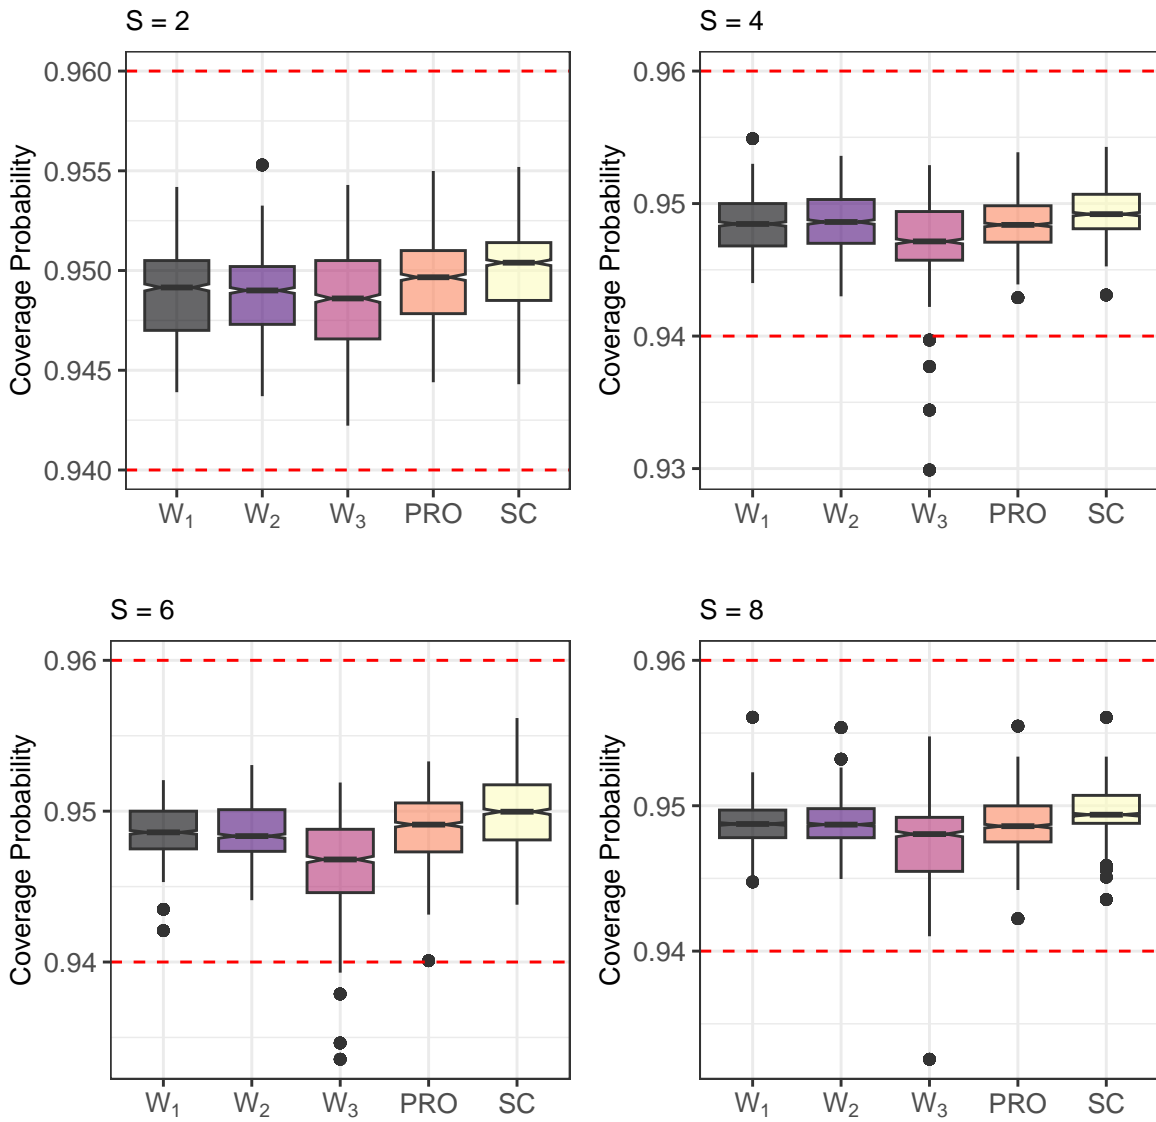 S = 2
Coverage Probability
0.960
0.955
0.950
0.945
0.940
W₁ W₂ W₃ PRO SC
S = 4
Coverage Probability
0.96
0.95
0.94
0.93
W₁ W₂ W₃ PRO SC
S = 6
Coverage Probability
0.96
0.95
0.94
W₁ W₂ W₃ PRO SC
S = 8
Coverage Probability
0.96
0.95
0.94
W₁ W₂ W₃ PRO SC